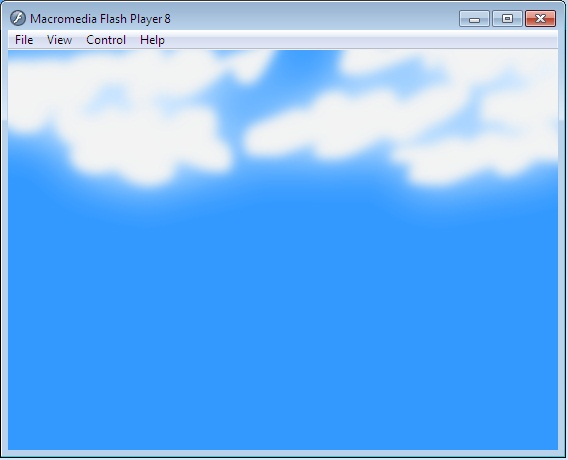 Macromedia Flash Player 8
File View Control Help